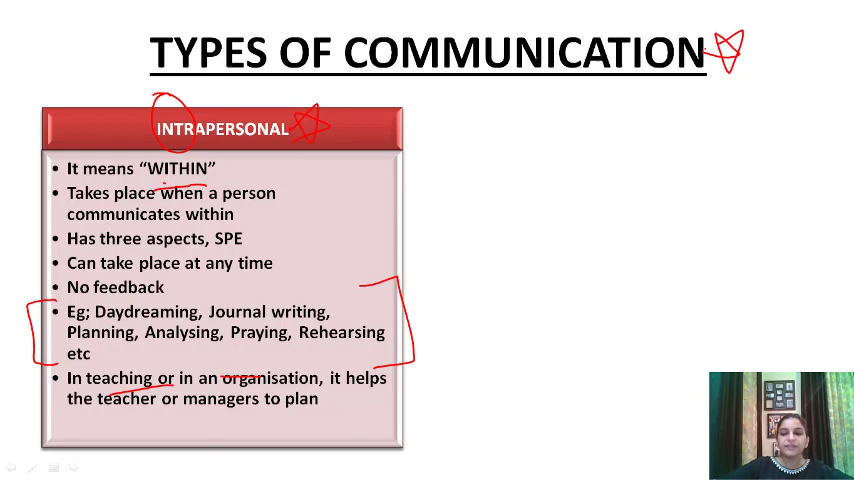 TYPES OF COMMUNICATION
INTRAPERSONAL
• It means “WITHIN”
• Takes place when a person
communicates within
• Has three aspects, SPE
• Can take place at any time
• No feedback
• Eg; Daydreaming, Journal writing,
Planning, Analysing, Praying, Rehearsing
etc
• In teaching or in an organisation, it helps
the teacher or managers to plan